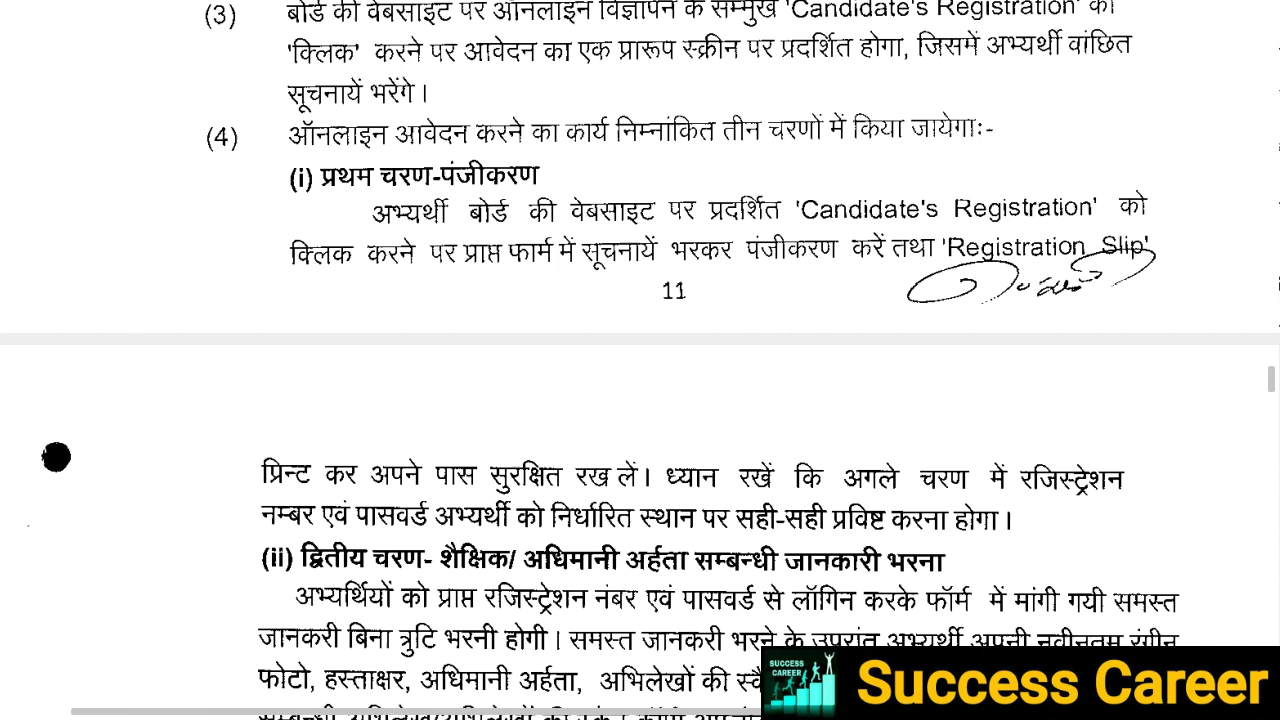 (3) बोर्ड की वेबसाइट पर ऑनलाइन विज्ञापन के सम्मुख 'Candidate's Registration' को
'क्लिक' करने पर आवेदन का एक प्रारूप स्क्रीन पर प्रदर्शित होगा, जिसमें अभ्यर्थी वांछित
सूचनायें भरेंगे।
(4) ऑनलाइन आवेदन करने का कार्य निम्नांकित तीन चरणों में किया जायेगाः-
(i) प्रथम चरण-पंजीकरण
अभ्यर्थी बोर्ड की वेबसाइट पर प्रदर्शित 'Candidate's Registration' को
क्लिक करने पर प्राप्त फार्म में सूचनायें भरकर पंजीकरण करें तथा 'Registration Slip'
11
प्रिन्ट कर अपने पास सुरक्षित रख लें। ध्यान रखें कि अगले चरण में रजिस्ट्रेशन
नम्बर एवं पासवर्ड अभ्यर्थी को निर्धारित स्थान पर सही-सही प्रविष्ट करना होगा।
(ii) द्वितीय चरण- शैक्षिक/ अधिमानी अर्हता सम्बन्धी जानकारी भरना
अभ्यर्थियों को प्राप्त रजिस्ट्रेशन नंबर एवं पासवर्ड से लॉगिन करके फॉर्म में मांगी गयी समस्त
जानकरी बिना त्रुटि भरनी होगी। समस्त जानकारी भरने के उपरांत अभ्यर्थी अपनी नवीनतम रंगीन
फोटो, हस्ताक्षर, अधिमानी अर्हता, अभिलेखों की
SUCCESS
CAREER
Success Career